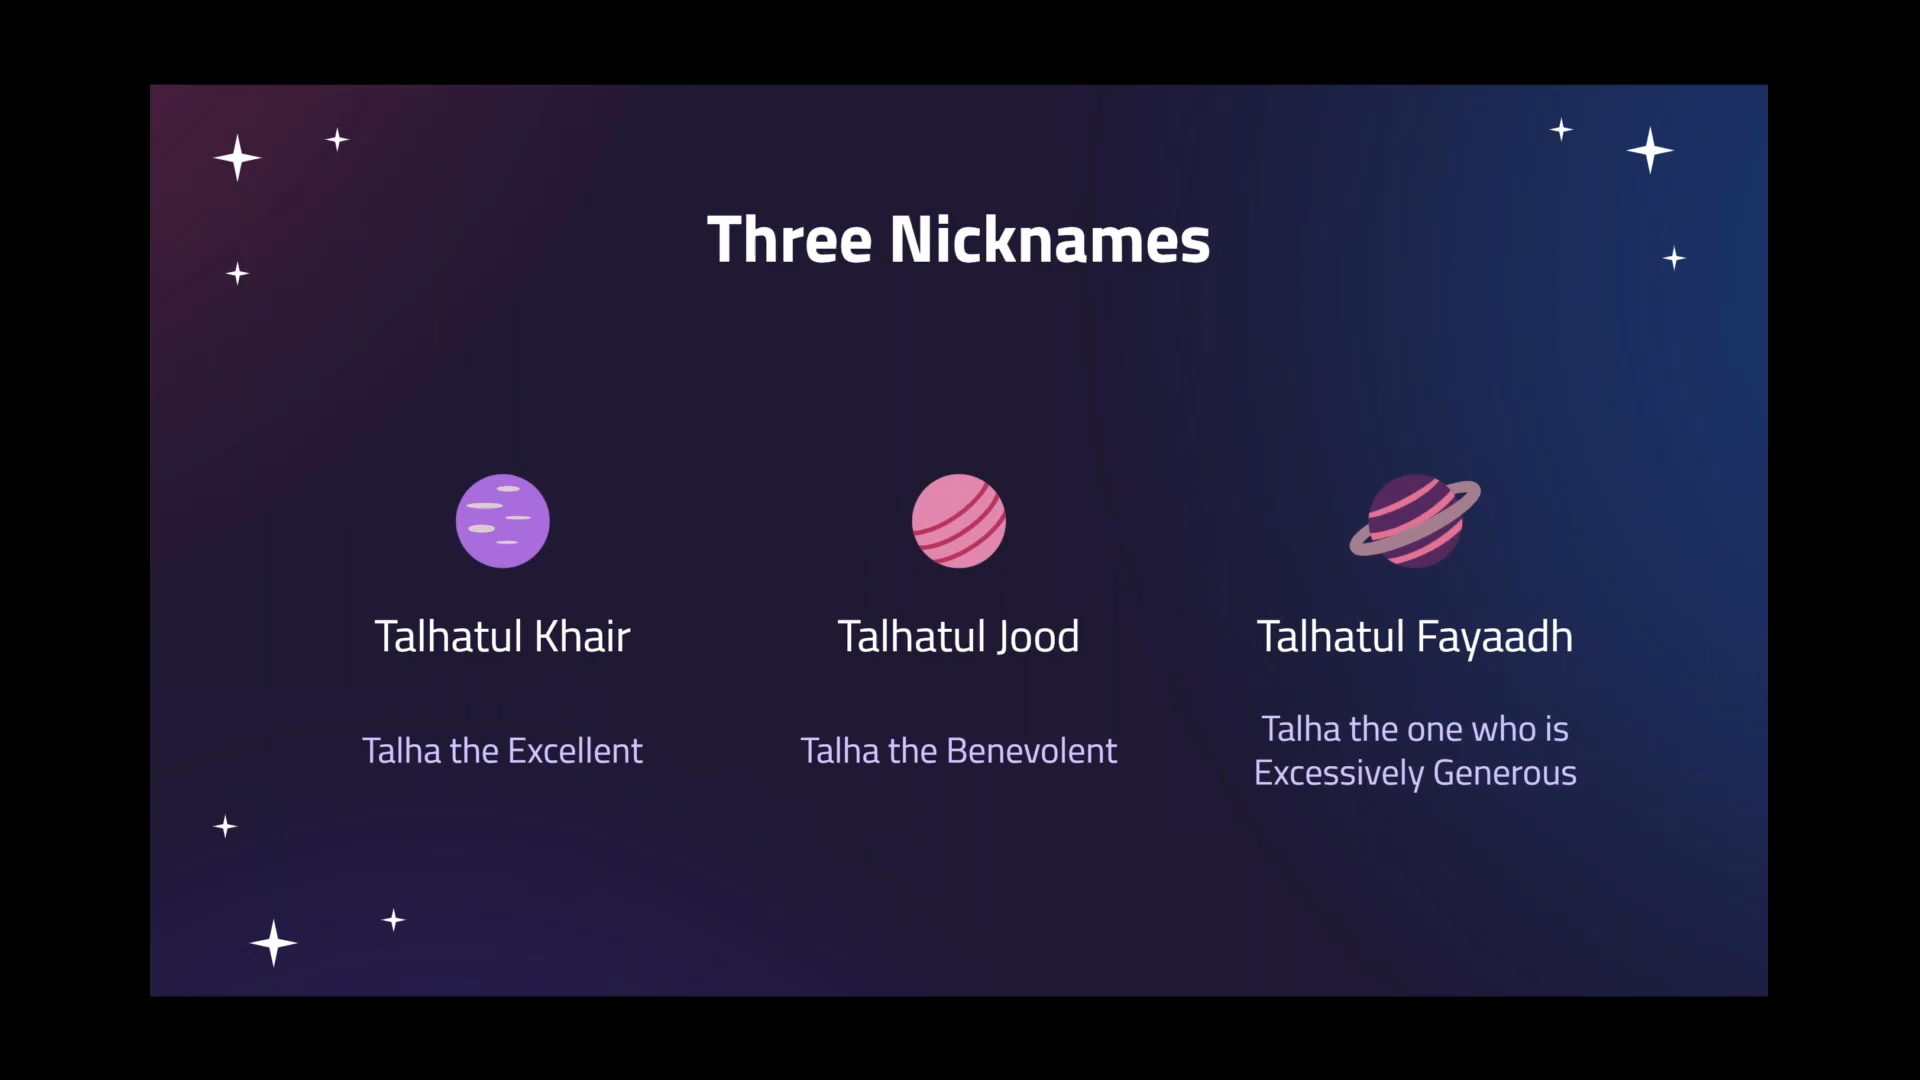 Three Nicknames
Talhatul Khair
Talha the Excellent
Talhatul Jood
Talha the Benevolent
Talhatul Fayaadh
Talha the one who is
Excessively Generous